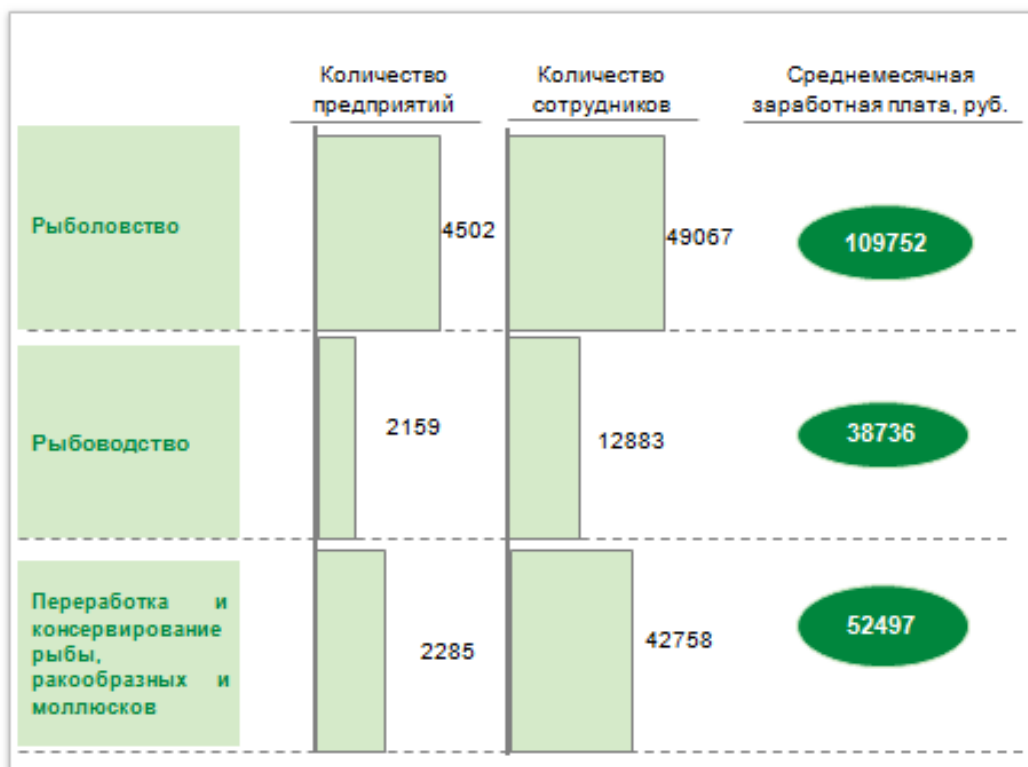 Количество предприятий
Количество сотрудников
Среднемесячная заработная плата, руб.
Рыболовство
4502
49067
109752
Рыбоводство
2159
12883
38736
Переработка и
консервирование
рыбы,
ракообразных и
моллюсков
2285
42758
52497